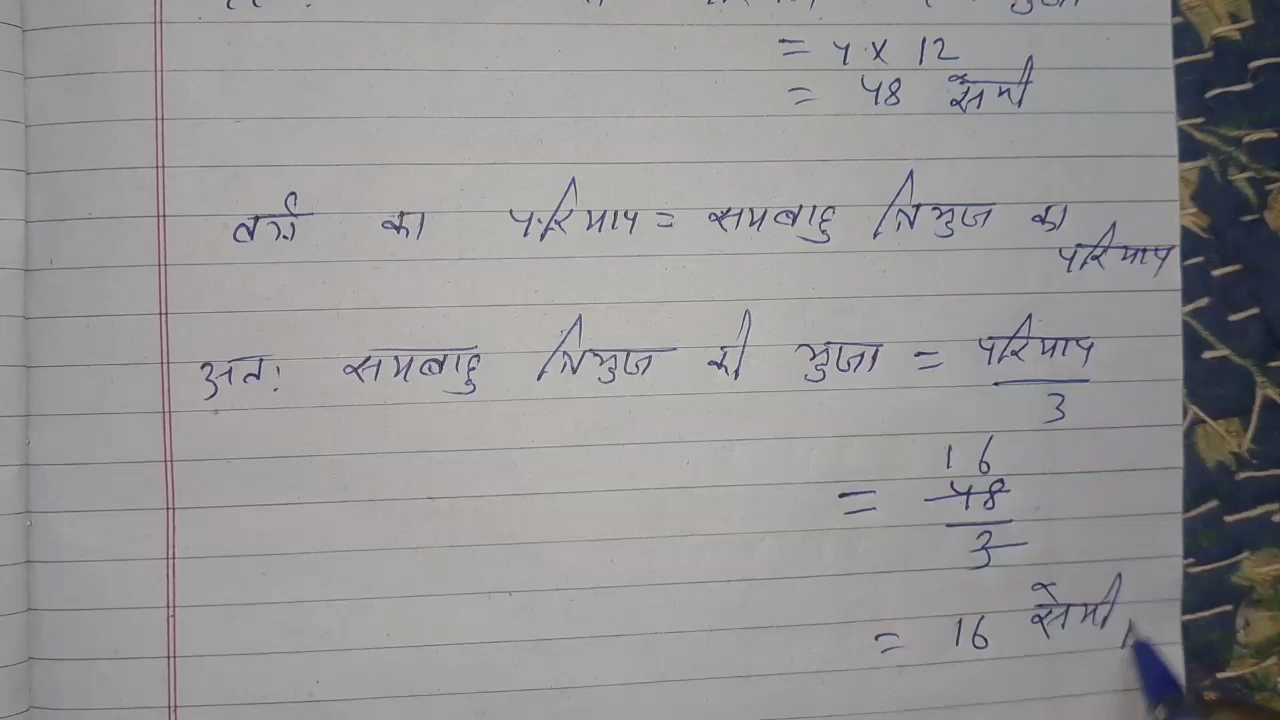 = 4 × 12
= 48 सेमी
वर्ग का परिमाप = समबाहु त्रिभुज का
परिमाप
अतः समबाहु त्रिभुज की भुजा = परिमाप
3
16
= 48
3
= 16 सेमी